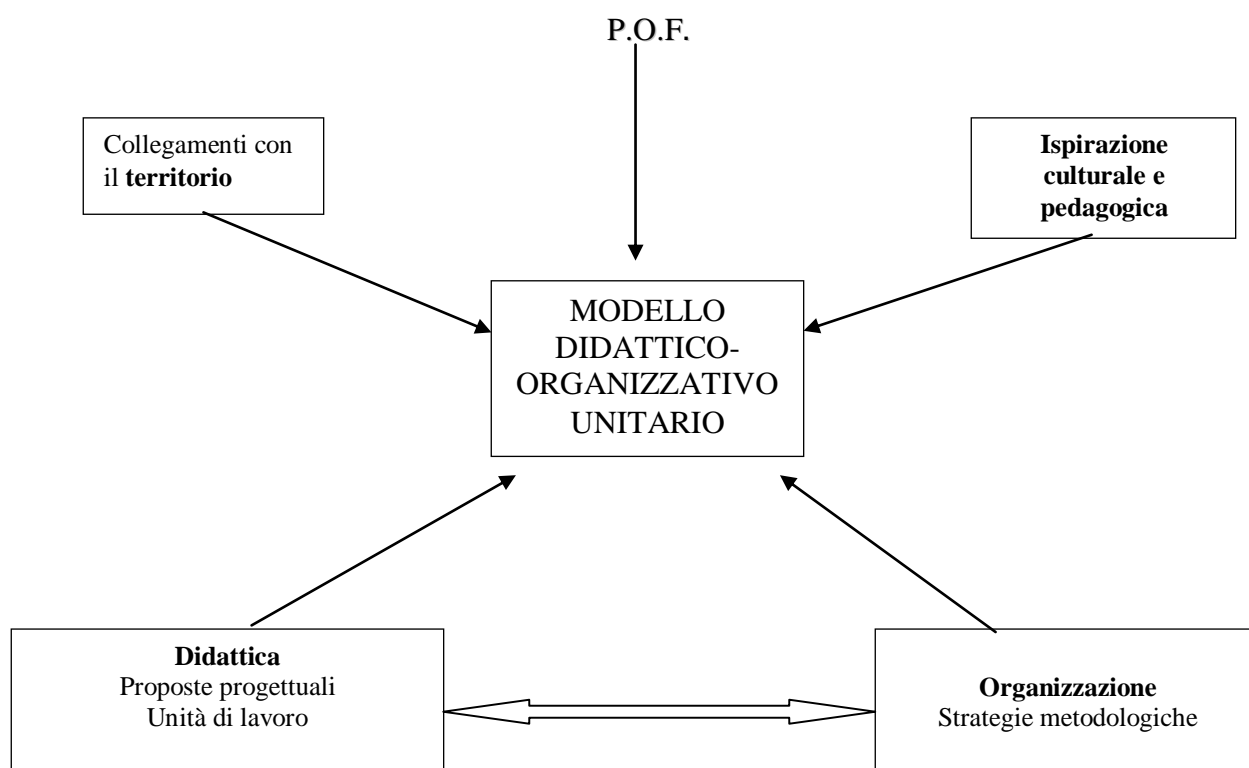 P.O.F.
Collegamenti con
il territorio
Ispirazione
culturale e
pedagogica
MODELLO
DIDATTICO-
ORGANIZZATIVO
UNITARIO
Didattica
Proposte progettuali
Unità di lavoro
Organizzazione
Strategie metodologiche